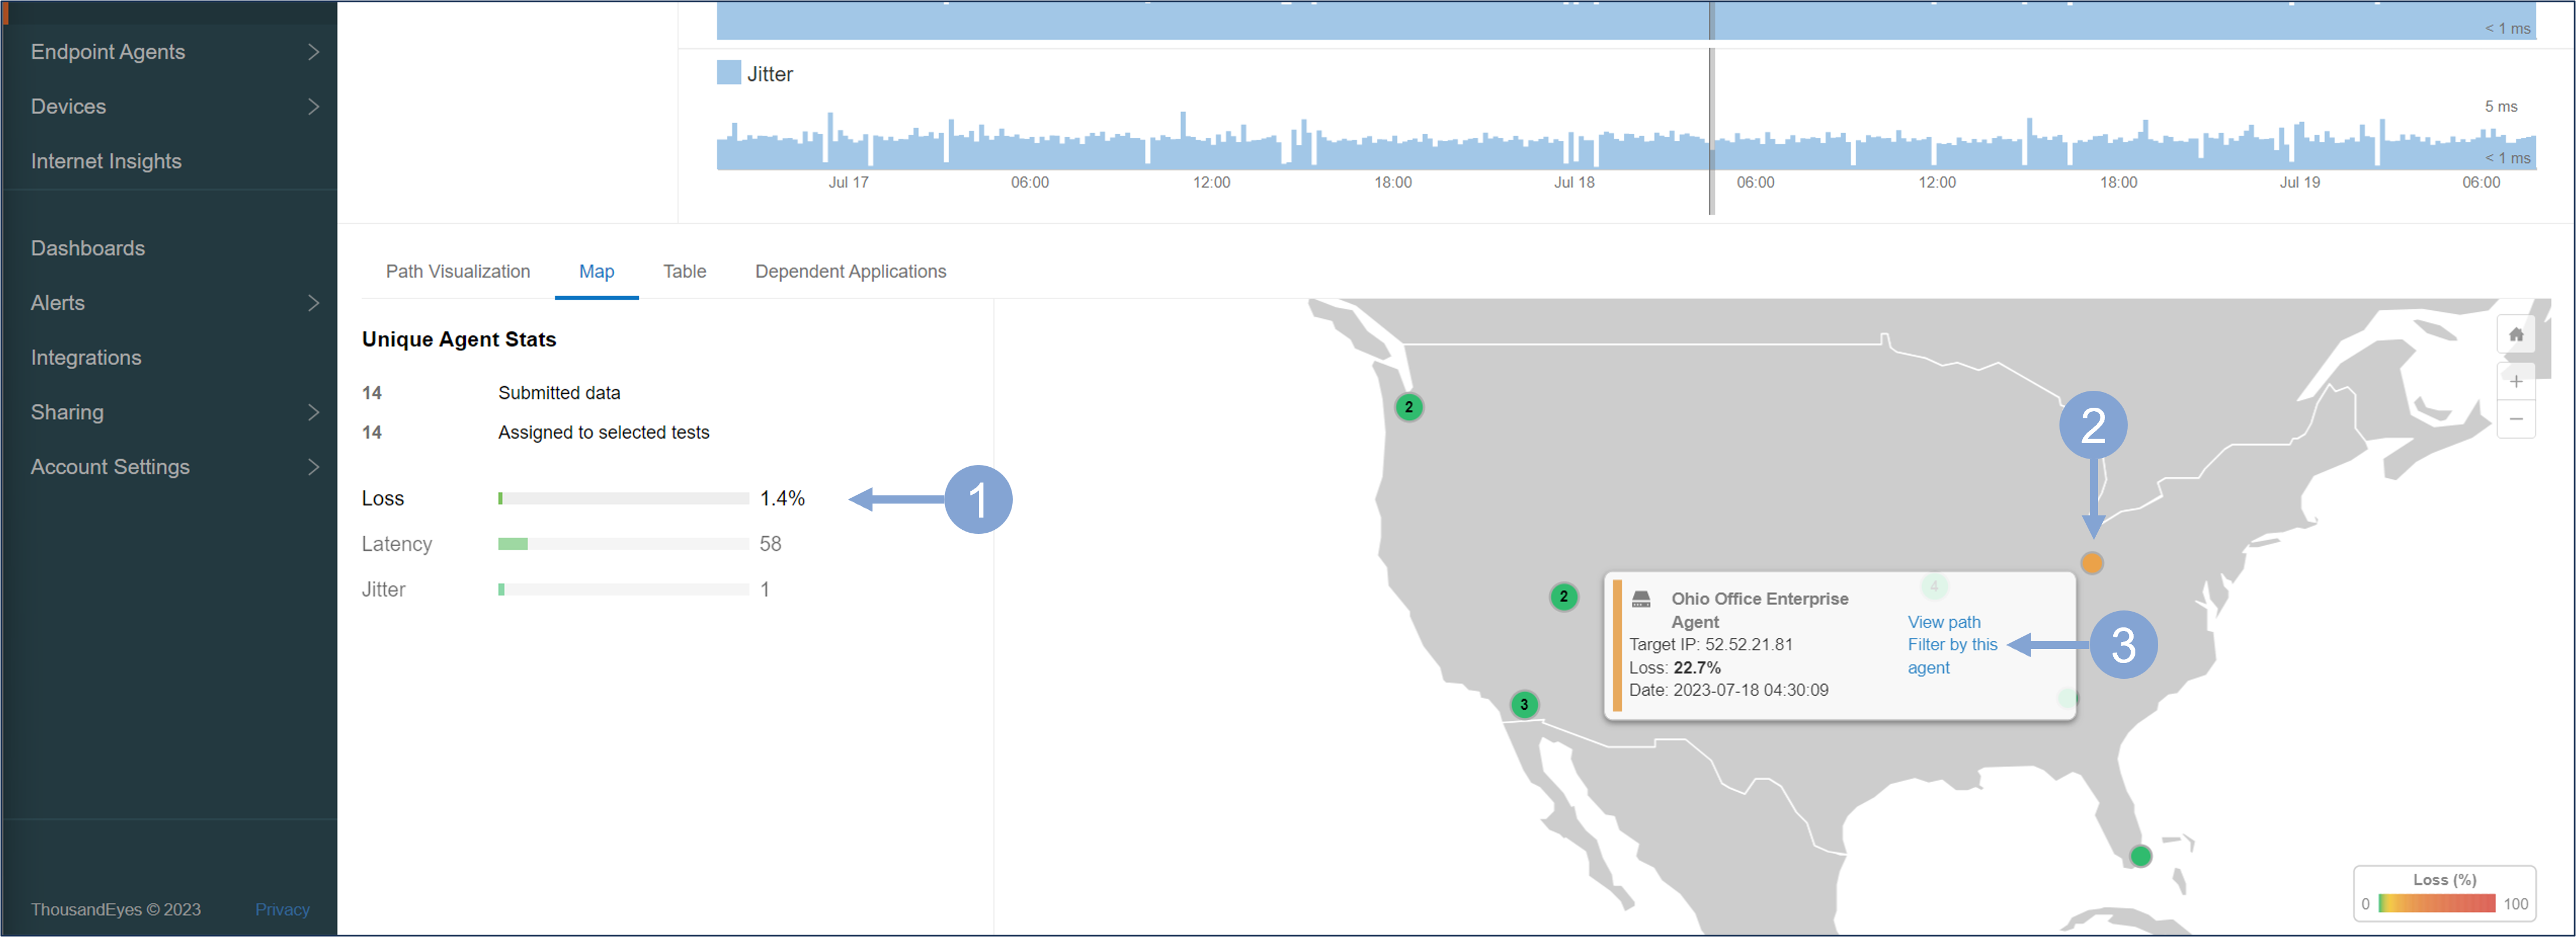 Endpoint Agents
Devices
Internet Insights
Dashboards
Alerts
Integrations
Sharing
Account Settings
ThousandEyes © 2023
Privacy
< 1 ms
Jitter
5 ms
< 1 ms
Jul 17 06:00 12:00 18:00 Jul 18 06:00 12:00 18:00 Jul 19 06:00
Path Visualization Map Table Dependent Applications
Unique Agent Stats
14 Submitted data
14 Assigned to selected tests
Loss 1.4%
Latency 58
Jitter 1
1
2
2
2
3
4
Ohio Office Enterprise
Agent
Target IP: 52.52.21.81
Loss: 22.7%
Date: 2023-07-18 04:30:09
View path
Filter by this
agent
3
+
−
Loss (%)
0 100